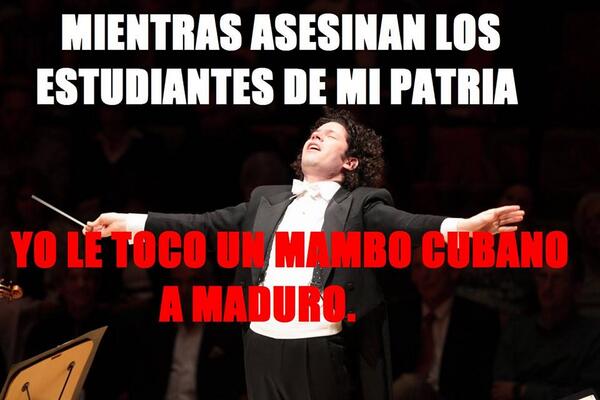 MIENTRAS ASESINAN LOS
ESTUDIANTES DE MI PATRIA
YO LE TOCO UN MAMBO CUBANO
A MADURO.